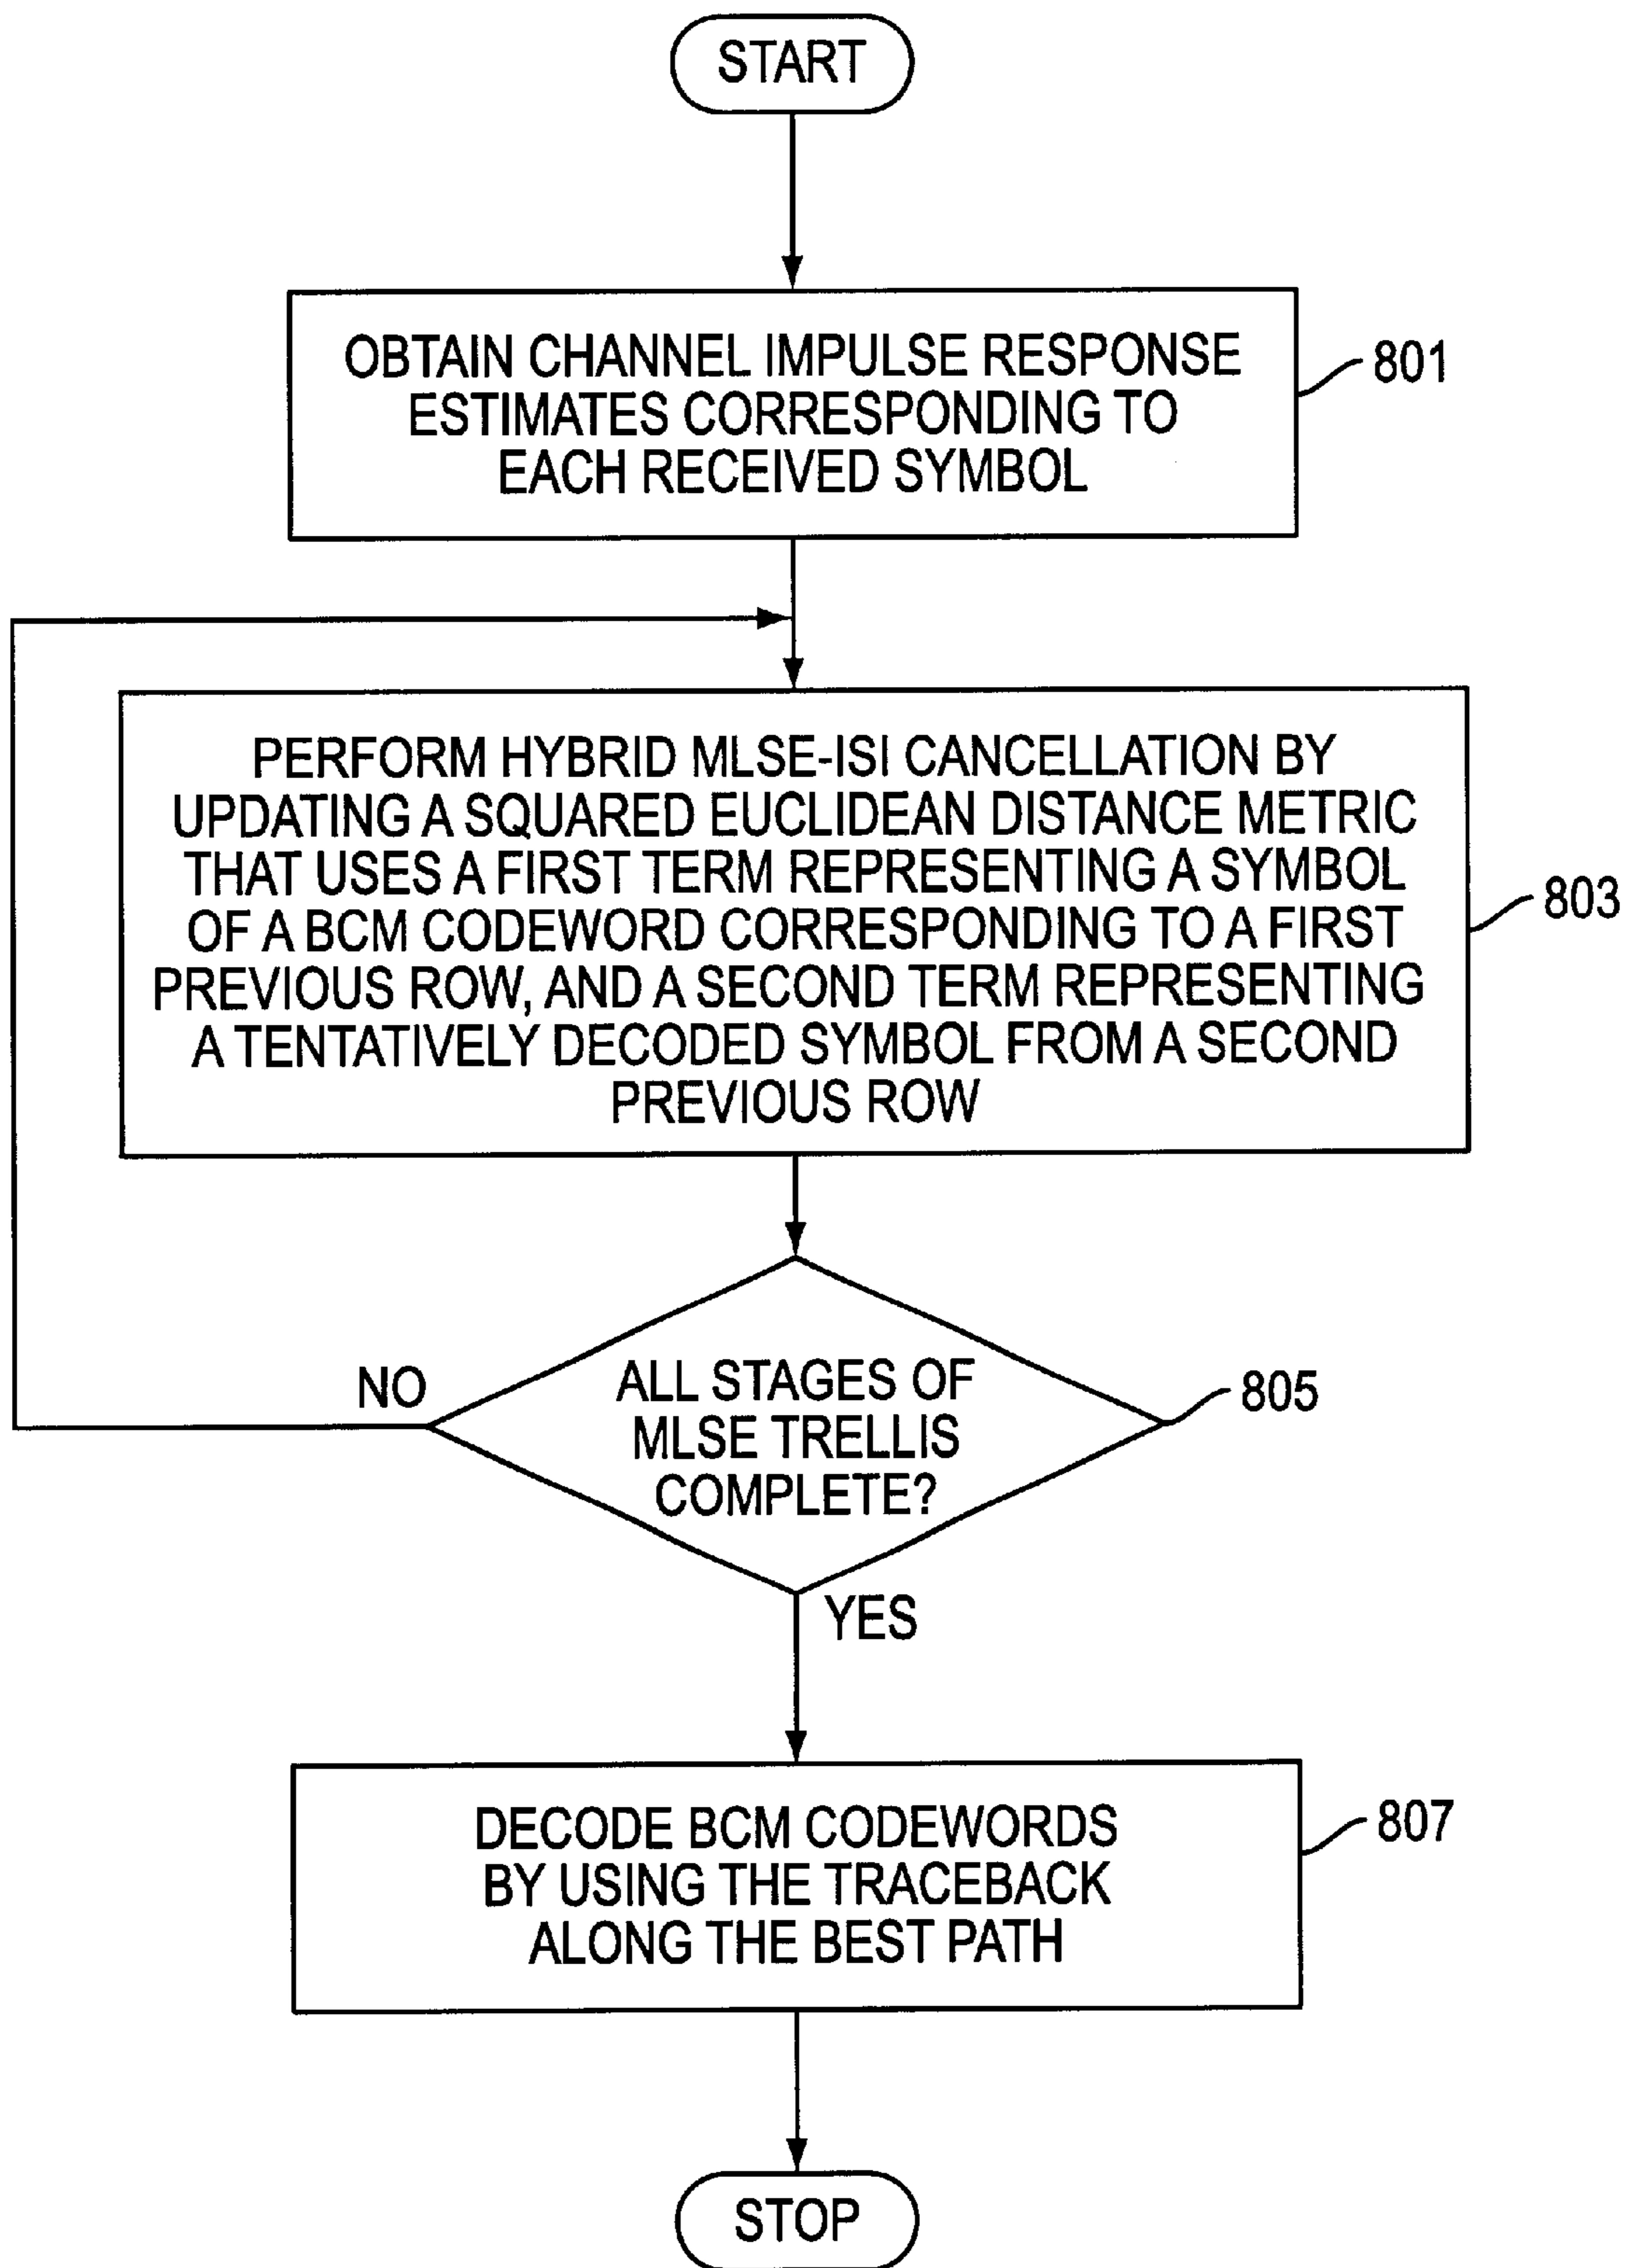 START
OBTAIN CHANNEL IMPULSE RESPONSE
ESTIMATES CORRESPONDING TO
EACH RECEIVED SYMBOL
801
PERFORM HYBRID MLSE-ISI CANCELLATION BY
UPDATING A SQUARED EUCLIDEAN DISTANCE METRIC
THAT USES A FIRST TERM REPRESENTING A SYMBOL
OF A BCM CODEWORD CORRESPONDING TO A FIRST
PREVIOUS ROW, AND A SECOND TERM REPRESENTING
A TENTATIVELY DECODED SYMBOL FROM A SECOND
PREVIOUS ROW
803
NO
ALL STAGES OF
MLSE TRELLIS
COMPLETE?
805
YES
DECODE BCM CODEWORDS
BY USING THE TRACEBACK
ALONG THE BEST PATH
807
STOP